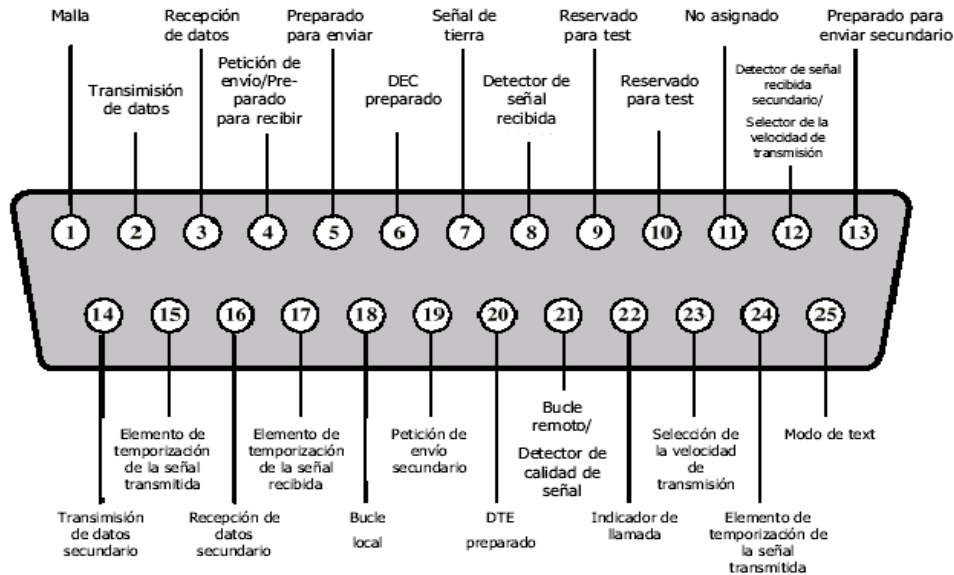 Malla
Transimisión
de datos
Recepción
de datos
Petición de
envío/Pre-
parado
para recibir
Preparado
para enviar
DEC
preparado
Señal de
tierra
Detector de
señal
recibida
Reservado
para test
Reservado
para test
No asignado
Detector de señal
recibida
secundario/
Selector de la
velocidad de
transmisión
Preparado para
enviar secundario
1 2 3 4 5 6 7 8 9 10 11 12 13
14 15 16 17 18 19 20 21 22 23 24 25
Transimisión
de datos
secundario
Elemento de
temporización
de la señal
transmitida
Recepción de
datos
secundario
Elemento de
temporización
de la señal
recibida
Bucle
local
Petición de
envío
secundario
DTE
preparado
Bucle
remoto/
Detector de
calidad de
señal
Indicador de
llamada
Selección de
la velocidad
de
transmisión
Elemento de
temporización de
la señal
transmitida
Modo de text